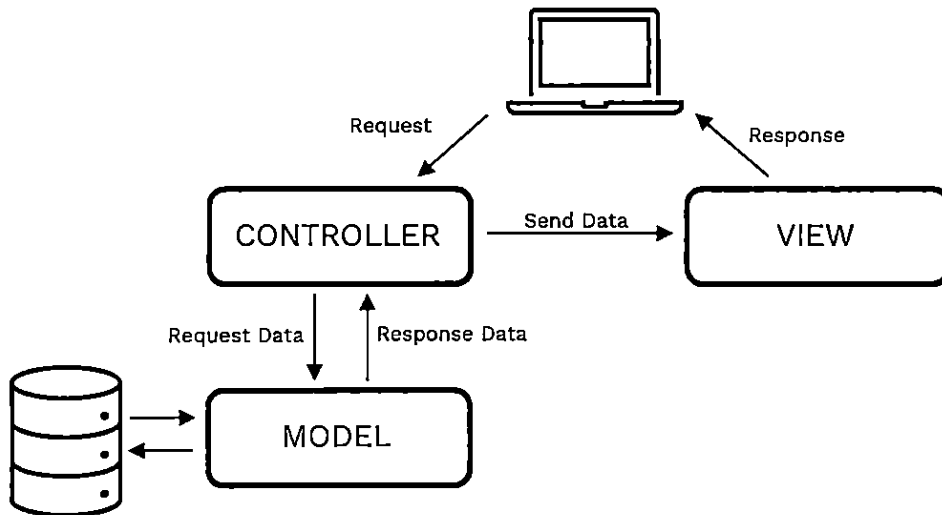 Request
Response
CONTROLLER
Send Data
VIEW
Request Data
Response Data
MODEL